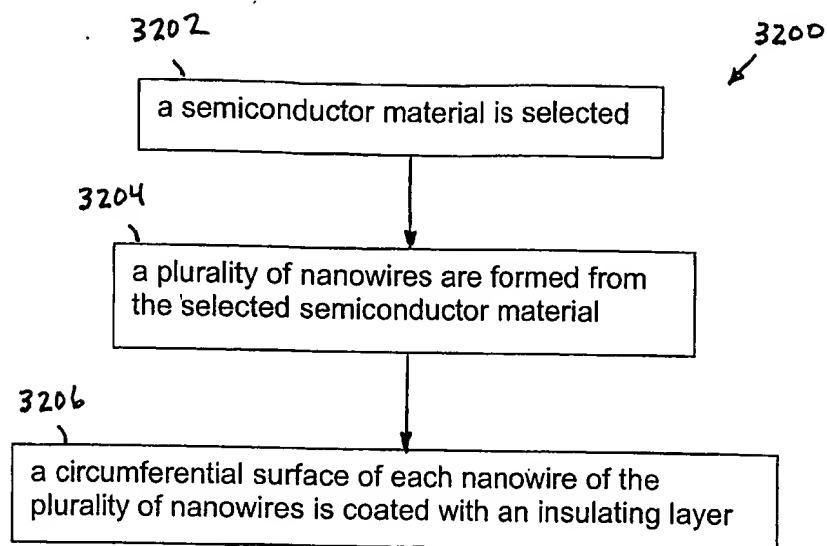 3202
3200
a semiconductor material is selected
3204
a plurality of nanowires are formed from
the selected semiconductor material
3206
a circumferential surface of each nanowire of the
plurality of nanowires is coated with an insulating layer